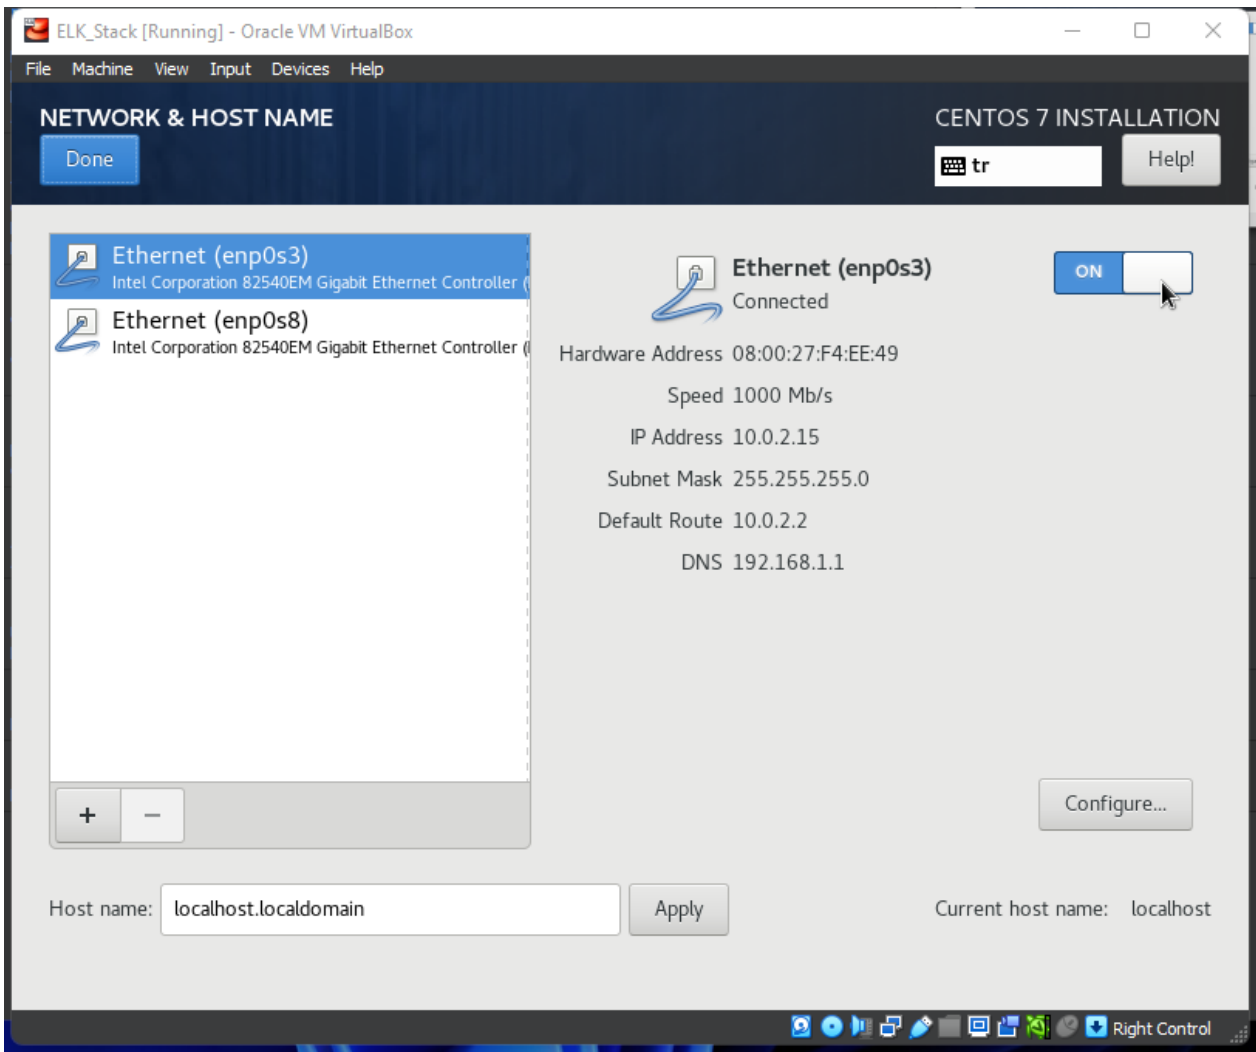 ELK_Stack [Running] - Oracle VM VirtualBox
File Machine View Input Devices Help
NETWORK & HOST NAME
CENTOS 7 INSTALLATION
Done
tr
Help!
Ethernet (enp0s3)
Intel Corporation 82540EM Gigabit Ethernet Controller (
Ethernet (enp0s8)
Intel Corporation 82540EM Gigabit Ethernet Controller (
Ethernet (enp0s3)
Connected
ON
Hardware Address 08:00:27:F4:EE:49
Speed 1000 Mb/s
IP Address 10.0.2.15
Subnet Mask 255.255.255.0
Default Route 10.0.2.2
DNS 192.168.1.1
+ −
Configure...
Host name: localhost.localdomain
Apply
Current host name: localhost
Right Control